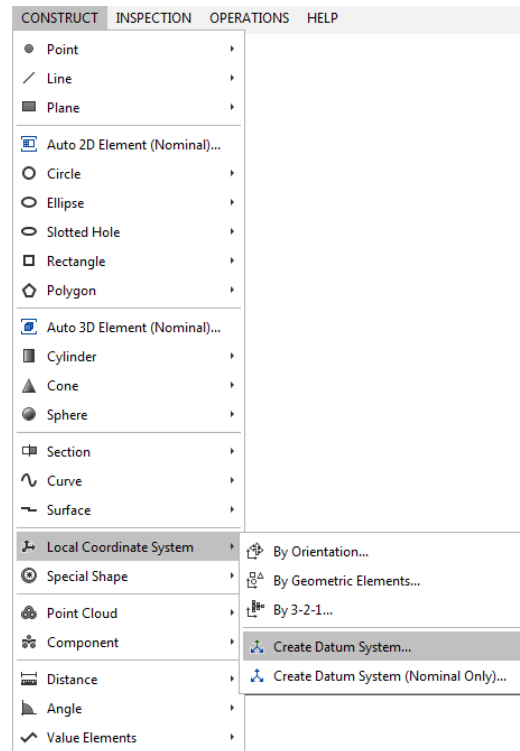 CONSTRUCT INSPECTION OPERATIONS HELP
Point
Line
Plane
Auto 2D Element (Nominal)...
Circle
Ellipse
Slotted Hole
Rectangle
Polygon
Auto 3D Element (Nominal)...
Cylinder
Cone
Sphere
Section
Curve
Surface
Local Coordinate System
By Orientation...
Special Shape
By Geometric Elements...
By 3-2-1...
Point Cloud
Component
Create Datum System...
Distance
Create Datum System (Nominal Only)...
Angle
Value Elements